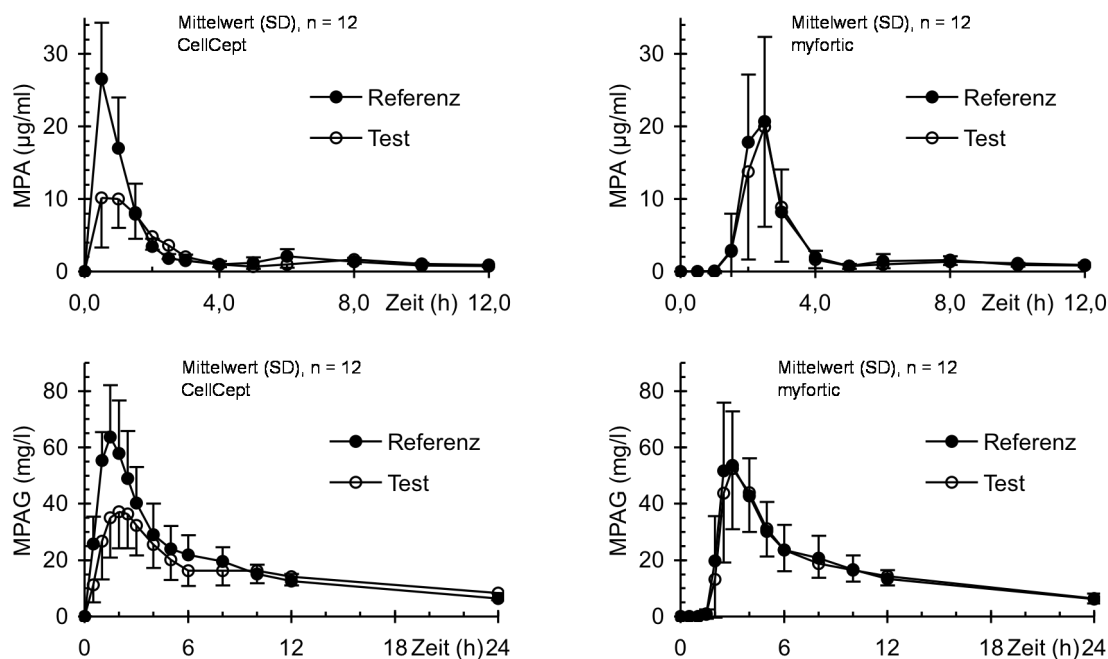 Mittelwert (SD), n = 12
CellCept
30
20
10
0
MPA (µg/ml)
Referenz
Test
0,0 4,0 8,0 Zeit (h) 12,0
Mittelwert (SD), n = 12
myfortic
30
20
10
0
MPA (µg/ml)
Referenz
Test
0,0 4,0 8,0 Zeit (h) 12,0
Mittelwert (SD), n = 12
CellCept
80
60
40
20
0
MPAG (mg/l)
Referenz
Test
0 6 12 18 Zeit (h) 24
Mittelwert (SD), n = 12
myfortic
80
60
40
20
0
MPAG (mg/l)
Referenz
Test
0 6 12 18 Zeit (h) 24